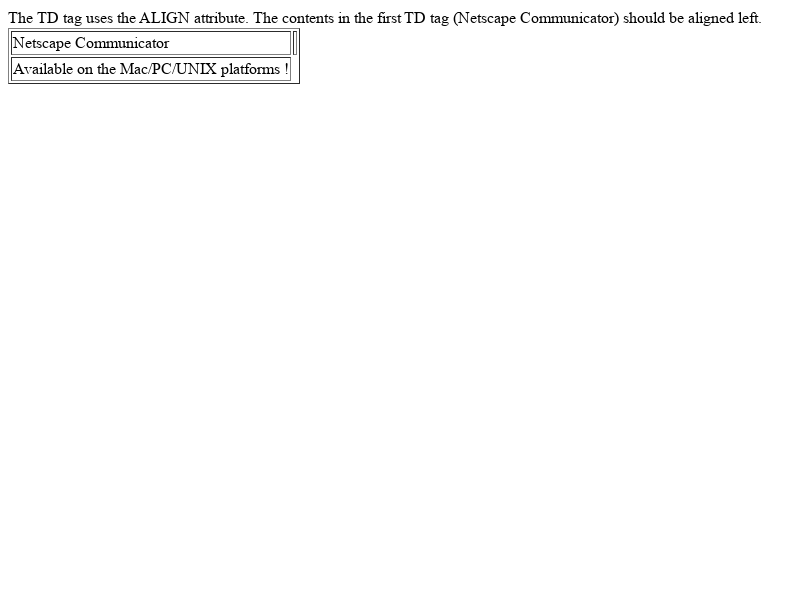 The TD tag uses the ALIGN attribute. The contents in the first TD tag (Netscape Communicator) should be aligned left.
Netscape Communicator
Available on the Mac/PC/UNIX platforms !